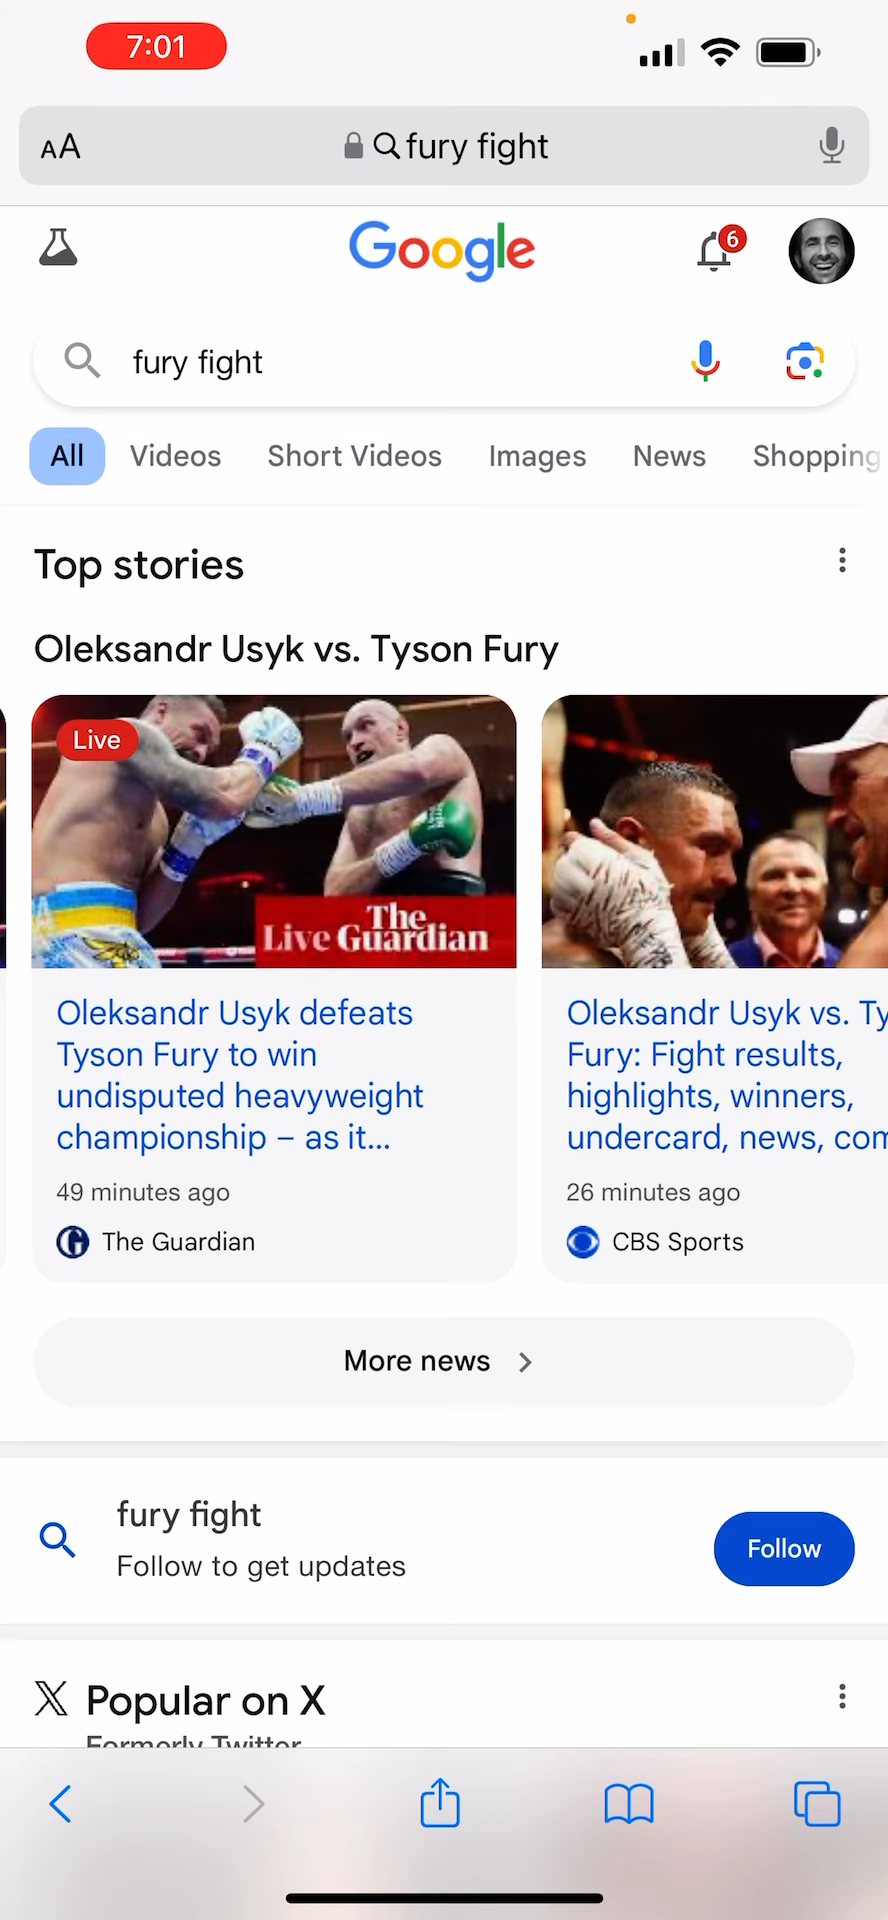 7:01
AA fury fight
Google
6
fury fight
All Videos Short Videos Images News Shopping
Top stories
Oleksandr Usyk vs. Tyson Fury
Live
The
Live Guardian
Oleksandr Usyk defeats
Tyson Fury to win
undisputed heavyweight
championship – as it...
49 minutes ago
The Guardian
Oleksandr Usyk vs. Ty
Fury: Fight results,
highlights, winners,
undercard, news, com
26 minutes ago
CBS Sports
More news
fury fight
Follow to get updates
Follow
X Popular on X
Formerly Twitter